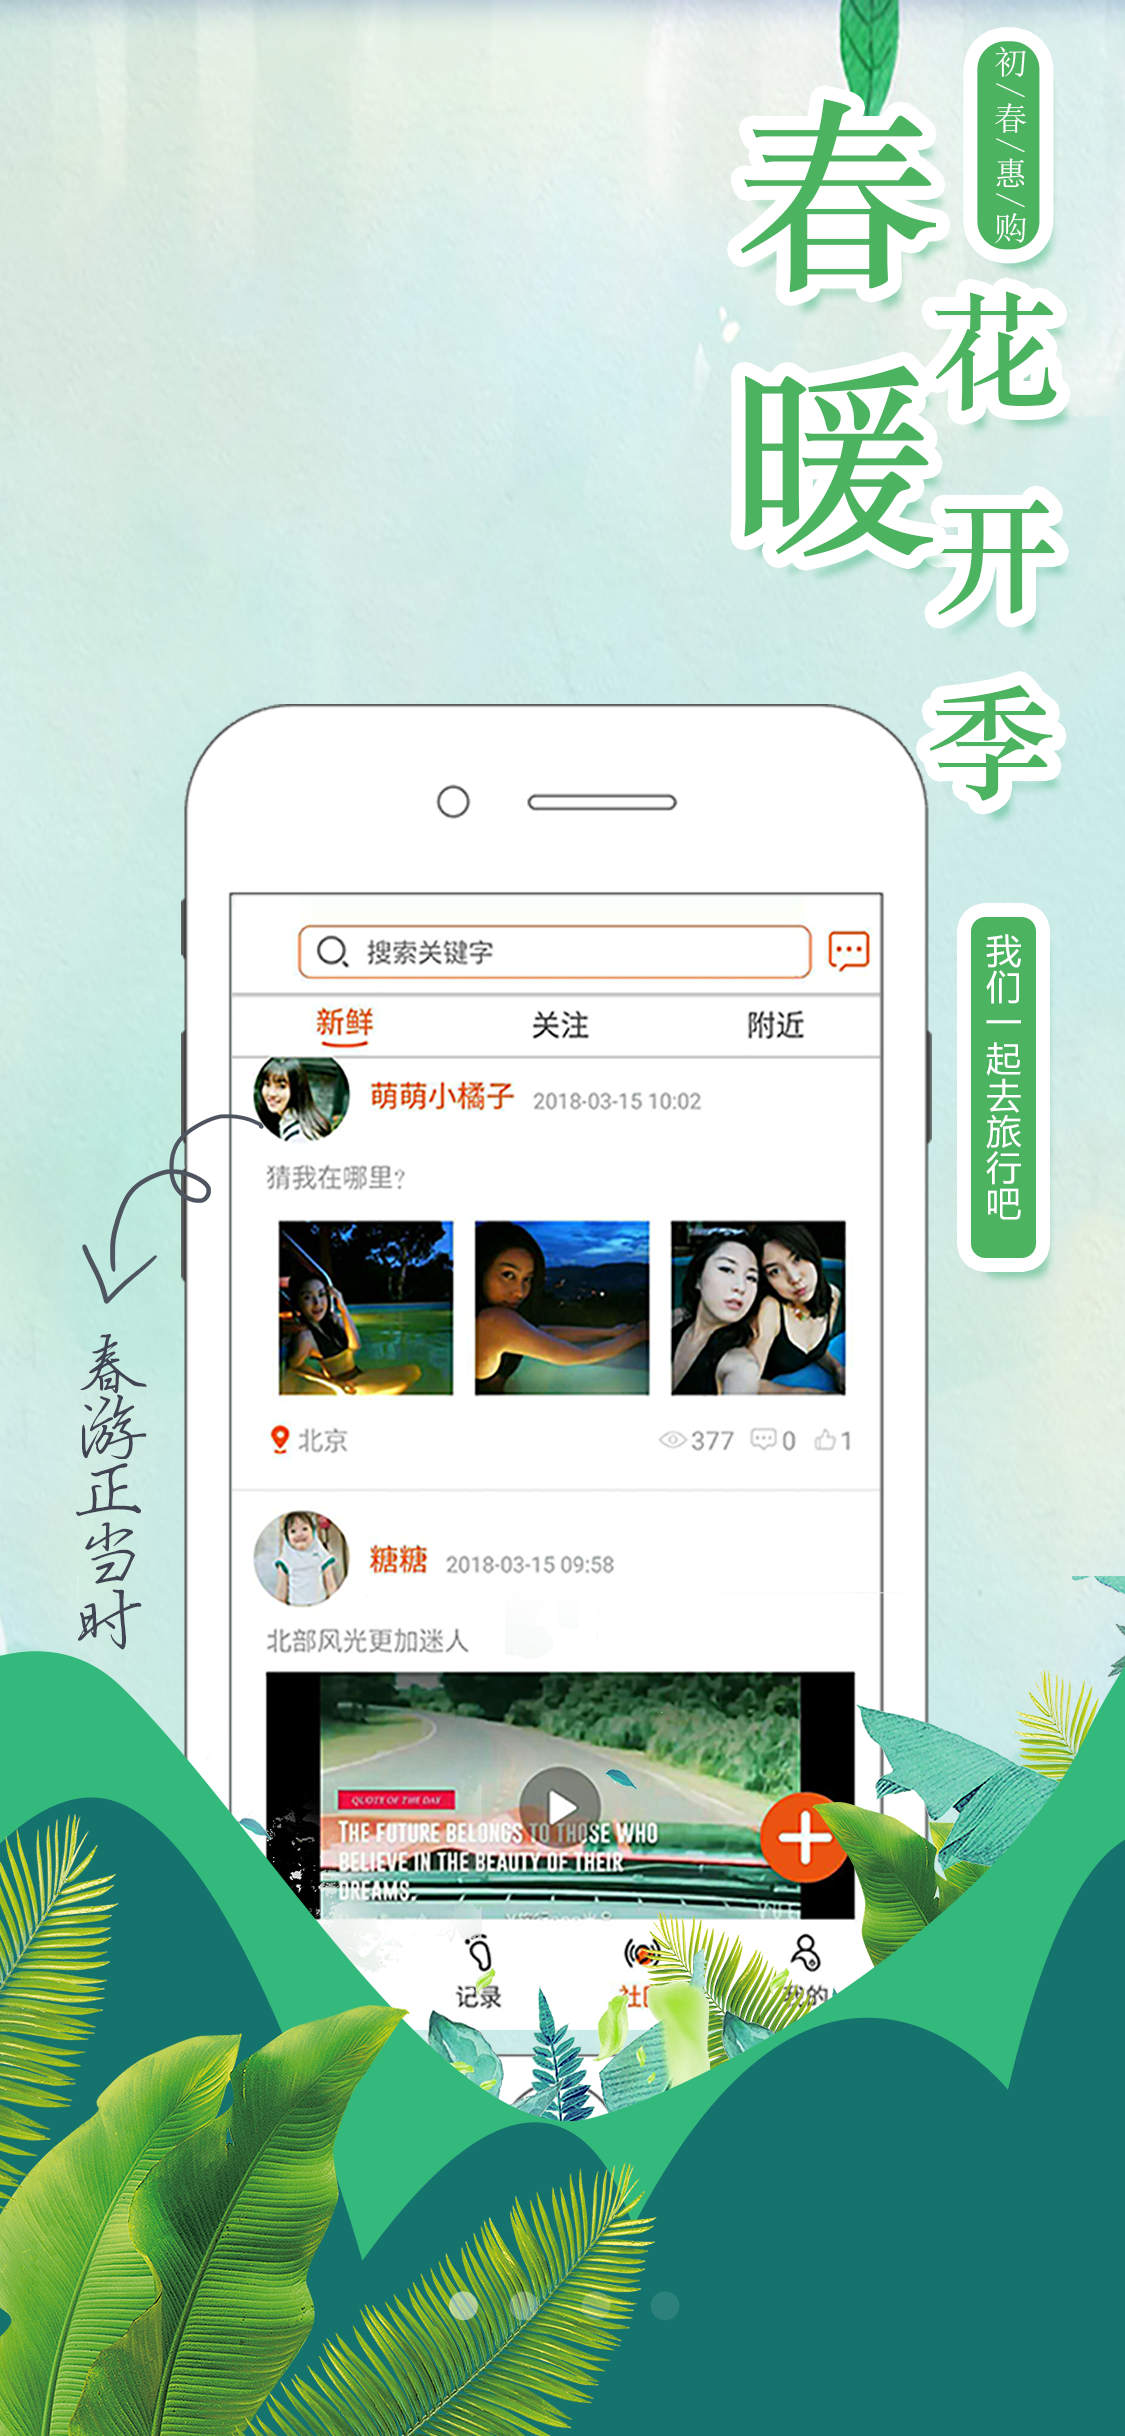 初/春/惠/购
春暖
花开季
我们一起去旅行吧
搜索关键字
新鲜 关注 附近
萌萌小橘子 2018-03-15 10:02
猜我在哪里?
北京 377 0 1
春游正当时
糖糖 2018-03-15 09:58
北部风光更加迷人
QUOTE OF THE DAY
THE FUTURE BELONGS TO THOSE WHO
BELIEVE IN THE BEAUTY OF THEIR
DREAMS.
记录 社 我的